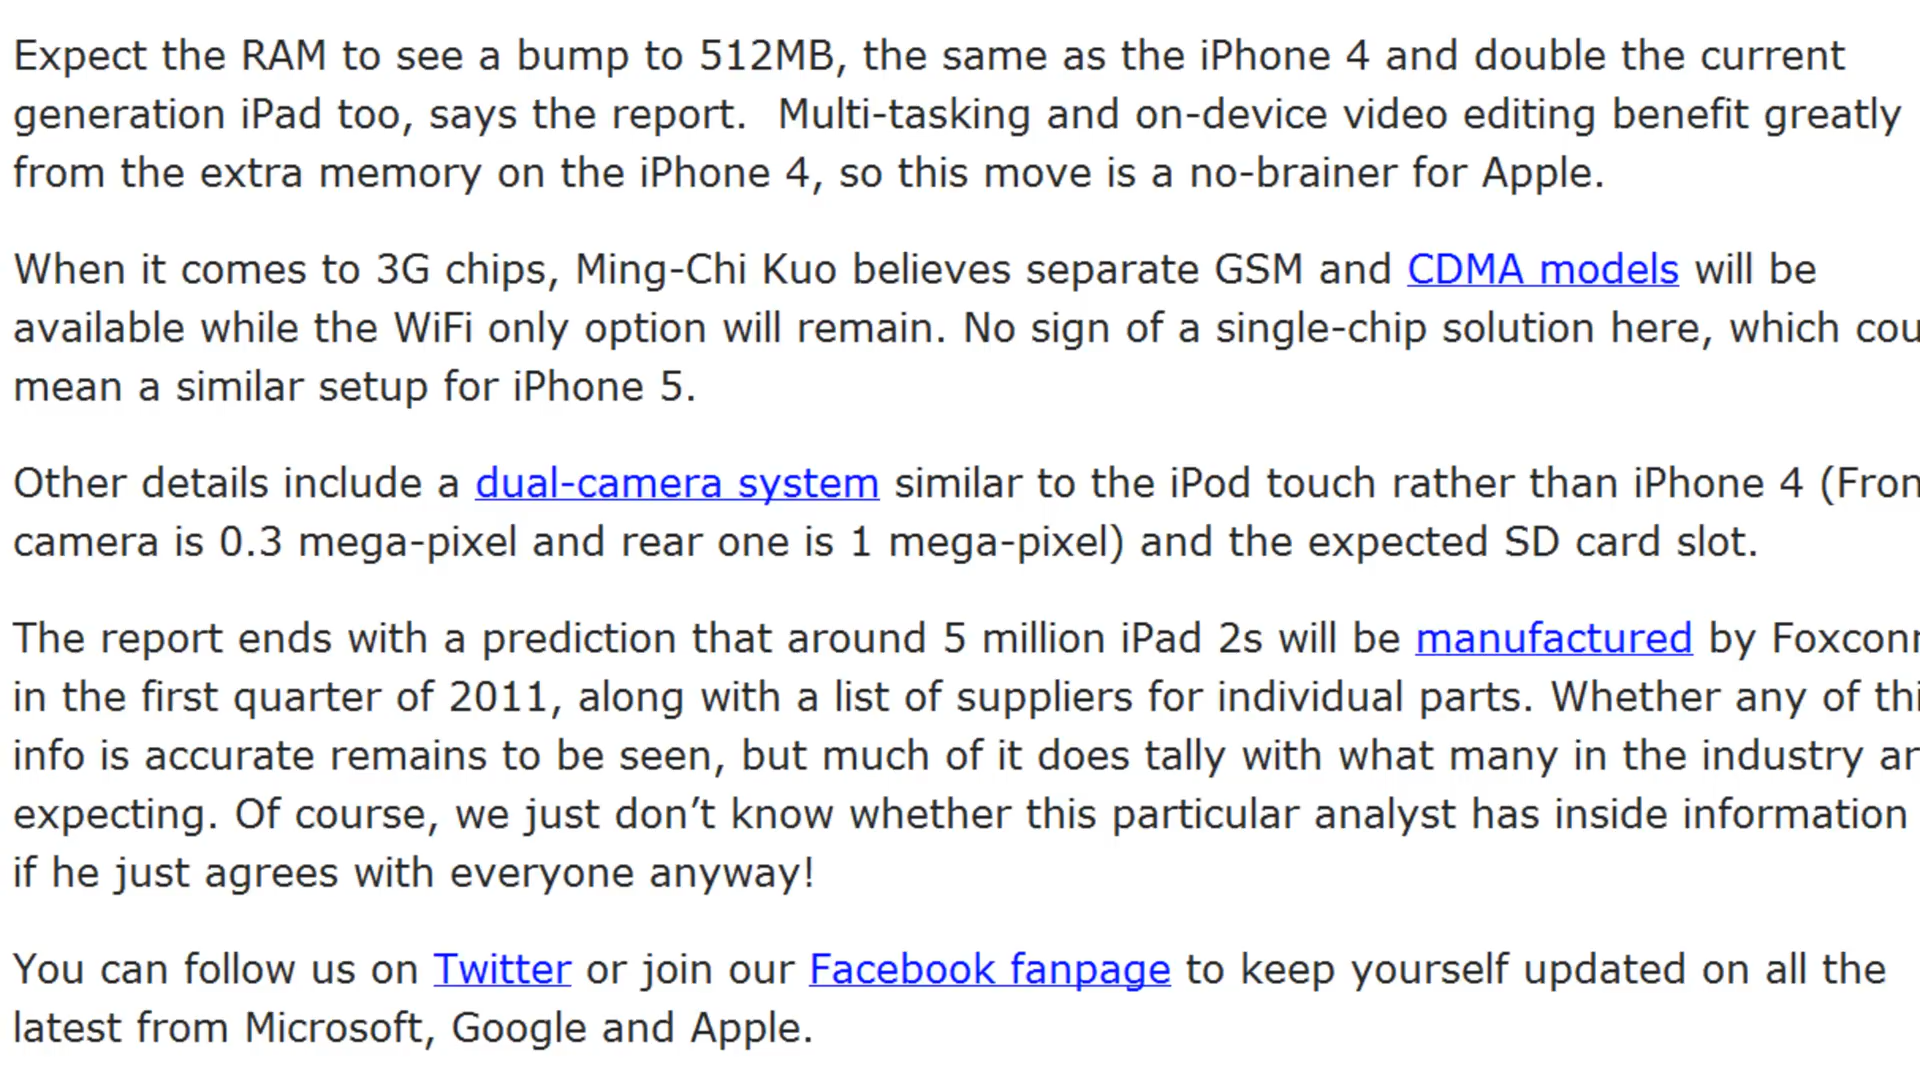 Expect the RAM to see a bump to 512MB, the same as the iPhone 4 and double the current
generation iPad too, says the report.  Multi-tasking and on-device video editing benefit greatly
from the extra memory on the iPhone 4, so this move is a no-brainer for Apple.
When it comes to 3G chips, Ming-Chi Kuo believes separate GSM and CDMA models will be
available while the WiFi only option will remain. No sign of a single-chip solution here, which cou
mean a similar setup for iPhone 5.
Other details include a dual-camera system similar to the iPod touch rather than iPhone 4 (Fron
camera is 0.3 mega-pixel and rear one is 1 mega-pixel) and the expected SD card slot.
The report ends with a prediction that around 5 million iPad 2s will be manufactured by Foxconn
in the first quarter of 2011, along with a list of suppliers for individual parts. Whether any of thi
info is accurate remains to be seen, but much of it does tally with what many in the industry ar
expecting. Of course, we just don’t know whether this particular analyst has inside information
if he just agrees with everyone anyway!
You can follow us on Twitter or join our Facebook fanpage to keep yourself updated on all the
latest from Microsoft, Google and Apple.